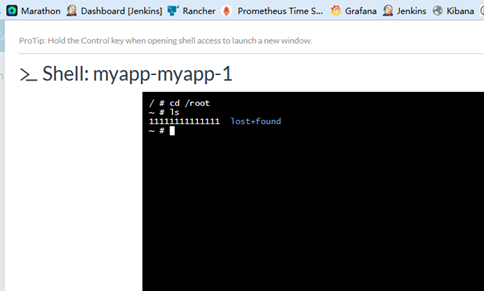 Marathon Dashboard [Jenkins] Rancher Prometheus Time S... Grafana Jenkins Kibana
ProTip: Hold the Control key when opening shell access to launch a new window.
>_ Shell: myapp-myapp-1
/ # cd /root
~ # ls
11111111111111 lost+found
~ #